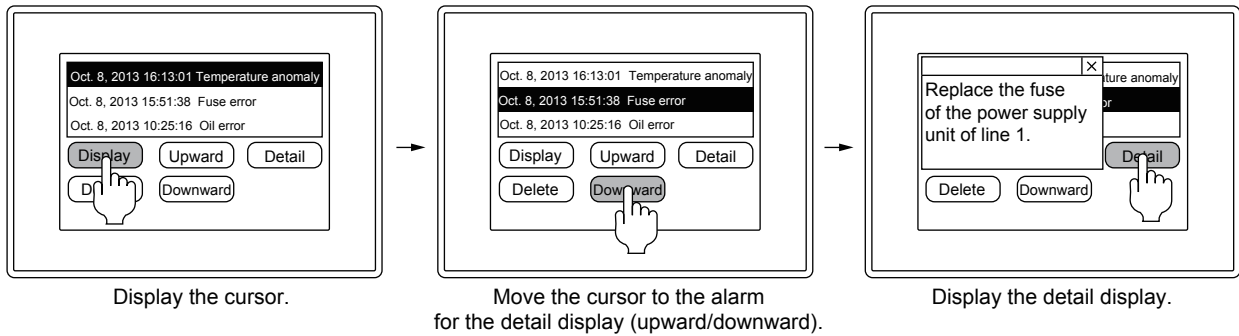 Oct. 8, 2013 16:13:01 Temperature anomaly
Oct. 8, 2013 15:51:38 Fuse error
Oct. 8, 2013 10:25:16 Oil error
Display Upward Detail
Downward
Display the cursor.
Oct. 8, 2013 16:13:01 Temperature anomaly
Oct. 8, 2013 15:51:38 Fuse error
Oct. 8, 2013 10:25:16 Oil error
Display Upward Detail
Delete Downward
Move the cursor to the alarm
for the detail display (upward/downward).
ture anomaly
or
Replace the fuse
of the power supply
unit of line 1.
Detail
Delete Downward
Display the detail display.